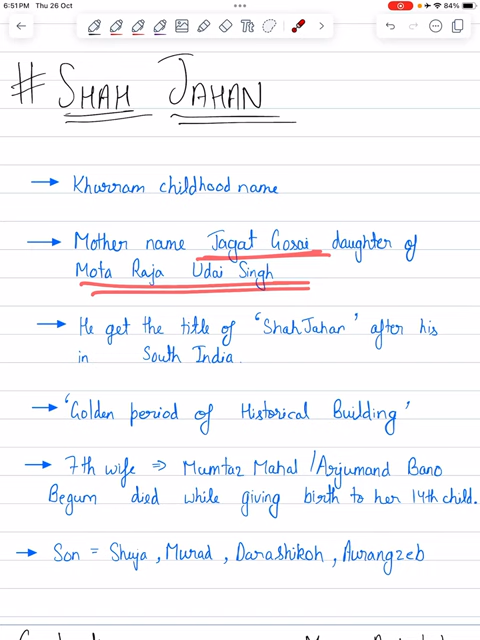 6:51PM Thu 26 Oct
84%
# SHAH JAHAN
→ Khurram childhood name
→ Mother name Jagat Gosai daughter of
Mota Raja Udai Singh
→ He get the title of 'ShahJahan' after his
in South India.
→ 'Golden period of Historical Building'
→ 7th wife ⇒ Mumtaz Mahal / Arjumand Bano
Begum died while giving birth to her 14th child.
→ Son = Shuja, Murad, Darashikoh, Aurangzeb